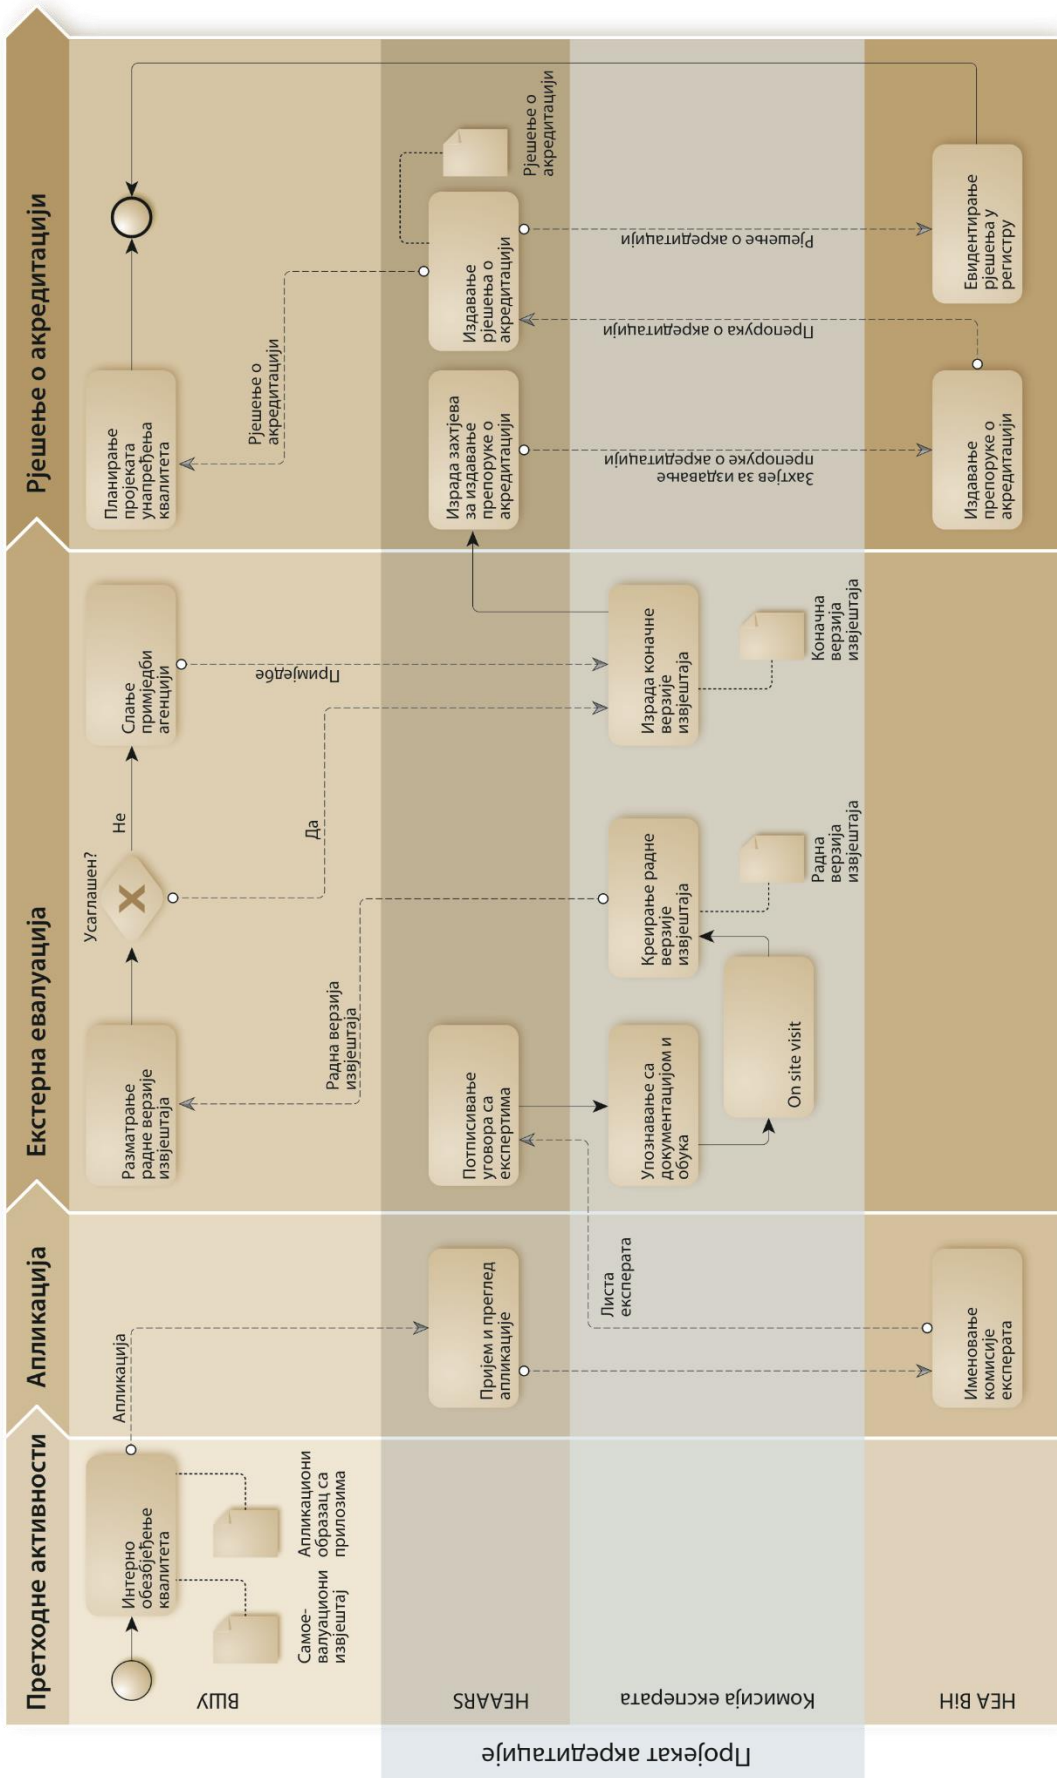 Претходне активности
Апликација
Екстерна евалуација
Рјешење о акредитацији
Пројекат акредитације
ВШУ
Интерно
обезбјеђење
квалитета
Самое-
валуациони
извјештај
Апликациони
образац са
прилозима
Апликација
Разматрање
радне верзије
извјештаја
Усаглашен?
X
Не
Да
Слање
примједби
агенцији
Примједбе
Радна верзија
извјештаја
Планирање
пројеката
унапређења
квалитета
Рјешење о
акредитацији
HEAARS
Пријем и преглед
апликације
Потписивање
уговора са
експертима
Израда захтјева
за издавање
препоруке о
акредитацији
Издавање
рјешења о
акредитацији
Рјешење о
акредитацији
Комисија експерата
Листа
експерата
Упознавање са
документацијом и
обука
On site visit
Креирање радне
верзије
извјештаја
Радна
верзија
извјештаја
Израда коначне
верзије
извјештаја
Коначна
верзија
извјештаја
Захтјев за издавање
препоруке о акредитацији
Препорука о акредитацији
Рјешење о акредитацији
HEA BiH
Именовање
комисије
експерата
Издавање
препоруке о
акредитацији
Евидентирање
рјешења у
регистру